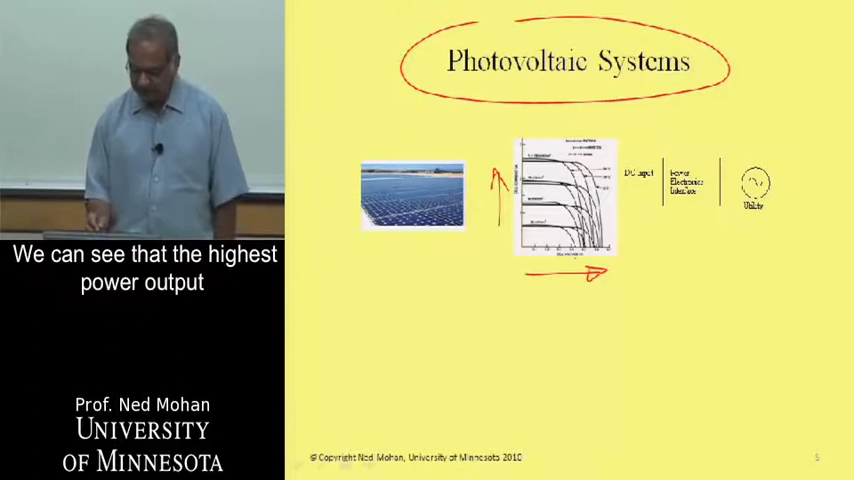 Photovoltaic Systems
DC input
Power
Electronics
Interface
Utility
We can see that the highest
power output
Prof. Ned Mohan
UNIVERSITY
OF MINNESOTA
© Copyright Ned Mohan, University of Minnesota 2010
5